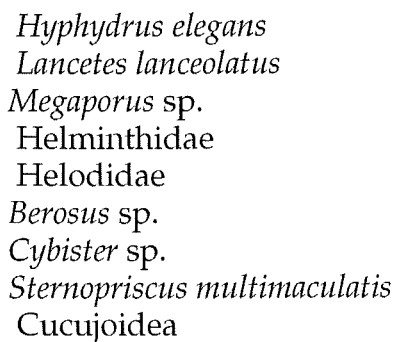 Hyphydrus elegans
Lancetes lanceolatus
Megaporus sp.
Helminthidae
Helodidae
Berosus sp.
Cybister sp.
Sternopriscus multimaculatis
Cucujoidea